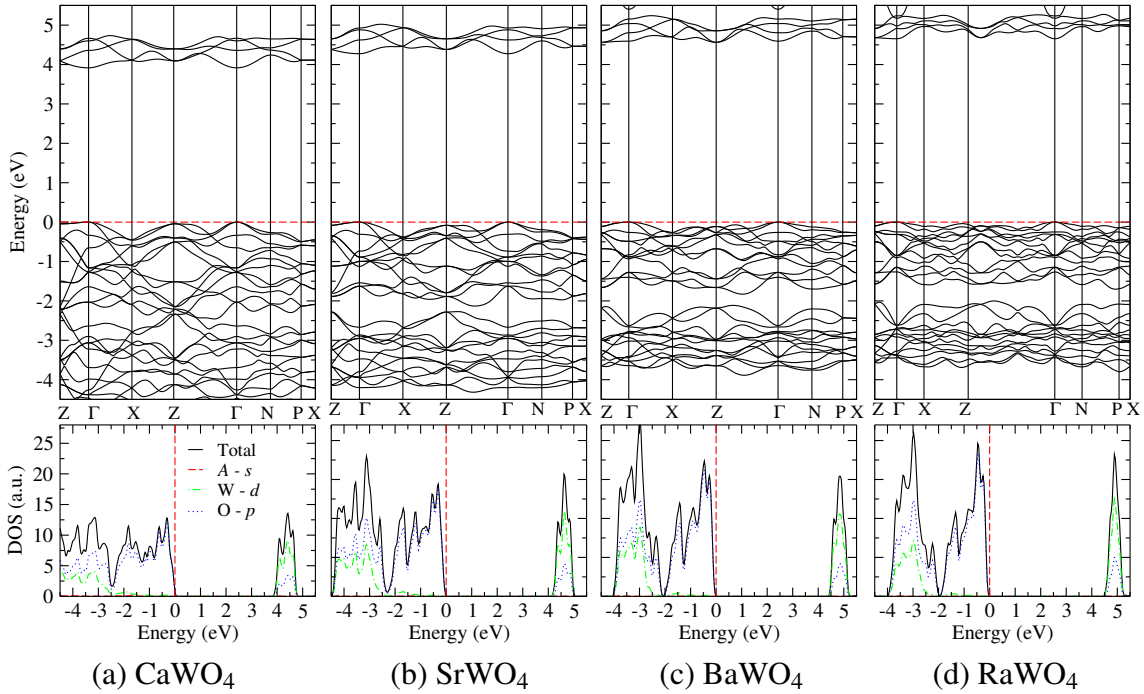 Energy (eV)
5
4
3
2
1
0
-1
-2
-3
-4
Z Γ X Z Γ N P X
Z Γ X Z Γ N P X
Z Γ X Z Γ N P X
Z Γ X Z Γ N P X
DOS (a.u.)
25
20
15
10
5
0
Total
A - s
W - d
O - p
-4 -3 -2 -1 0 1 2 3 4 5
-4 -3 -2 -1 0 1 2 3 4 5
-4 -3 -2 -1 0 1 2 3 4 5
-4 -3 -2 -1 0 1 2 3 4 5
Energy (eV) Energy (eV) Energy (eV) Energy (eV)
(a) CaWO₄ (b) SrWO₄ (c) BaWO₄ (d) RaWO₄